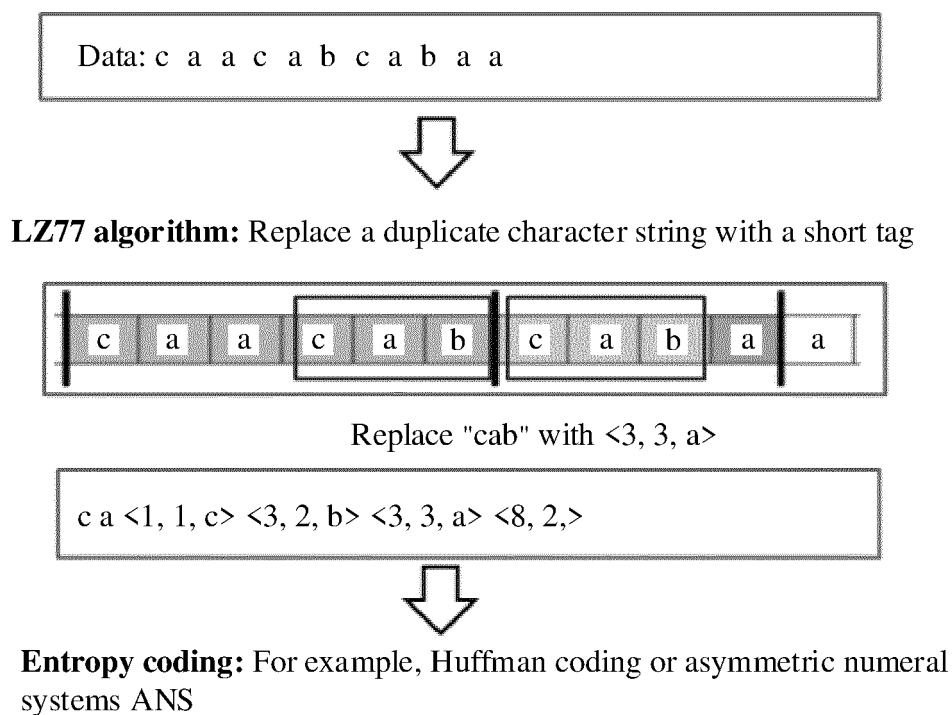 Data: c a a c a b c a b a a
LZ77 algorithm: Replace a duplicate character string with a short tag
c a a c a b c a b a a
Replace "cab" with <3, 3, a>
c a <1, 1, c> <3, 2, b> <3, 3, a> <8, 2,>
Entropy coding: For example, Huffman coding or asymmetric numeral
systems ANS